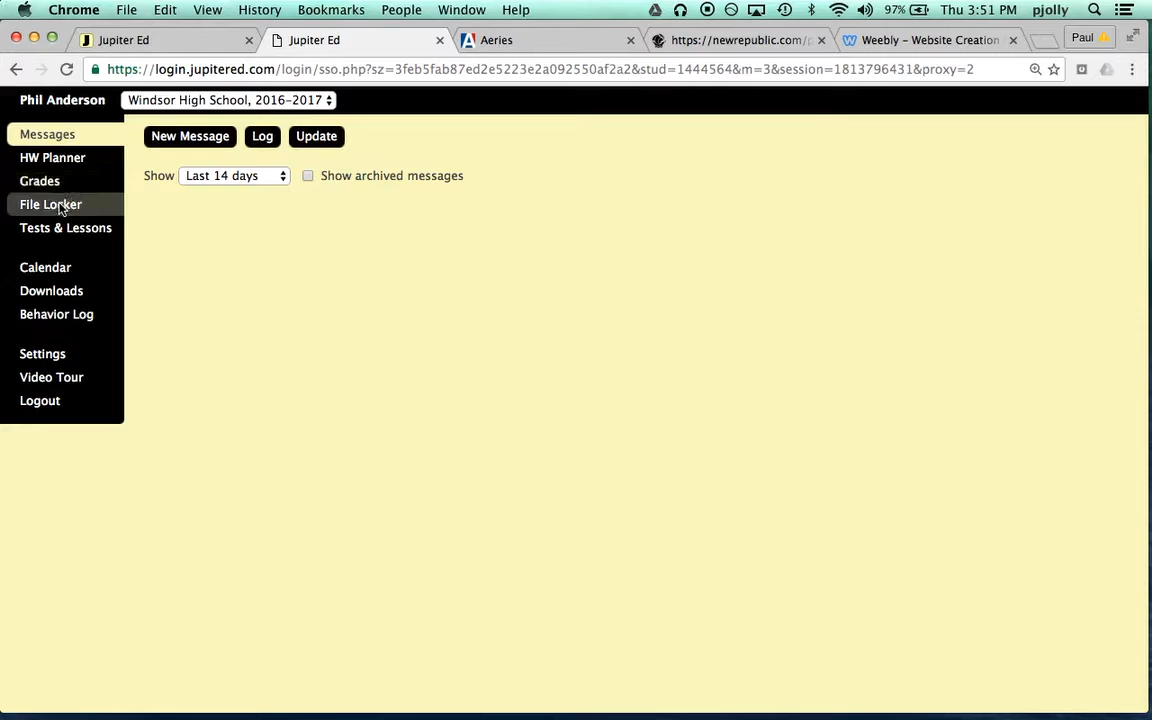 Chrome File Edit View History Bookmarks People Window Help 97% Thu 3:51 PM pjolly
Jupiter Ed Jupiter Ed Aeries https://newrepublic.com/p Weebly - Website Creation Paul
https://login.jupitered.com/login/sso.php?sz=3feb5fab87ed2e5223e2a092550af2a2&stud=1444564&m=3&session=1813796431&proxy=2
Phil Anderson Windsor High School, 2016-2017
Messages
New Message Log Update
HW Planner
Show Last 14 days Show archived messages
Grades
File Locker
Tests & Lessons
Calendar
Downloads
Behavior Log
Settings
Video Tour
Logout